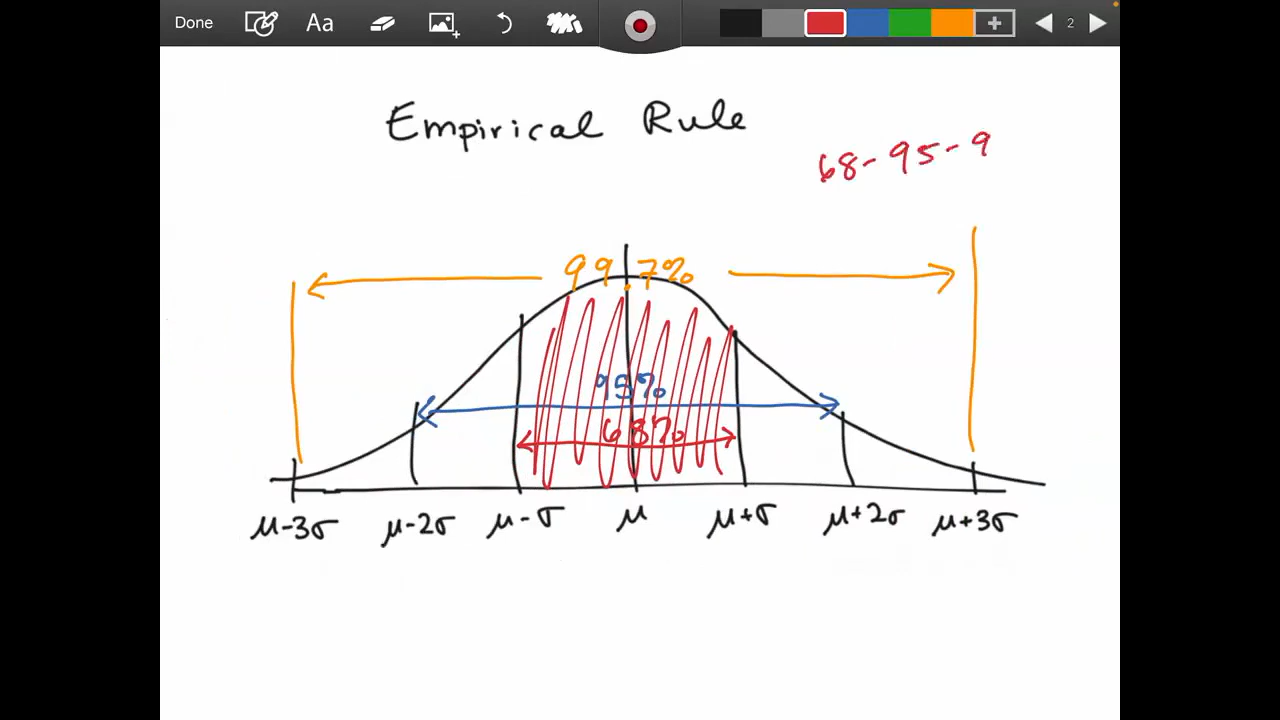 Done Aa 2
Empirical Rule
68-95-9
99.7%
95%
68%
μ-3σ μ-2σ μ-σ μ μ+σ μ+2σ μ+3σ